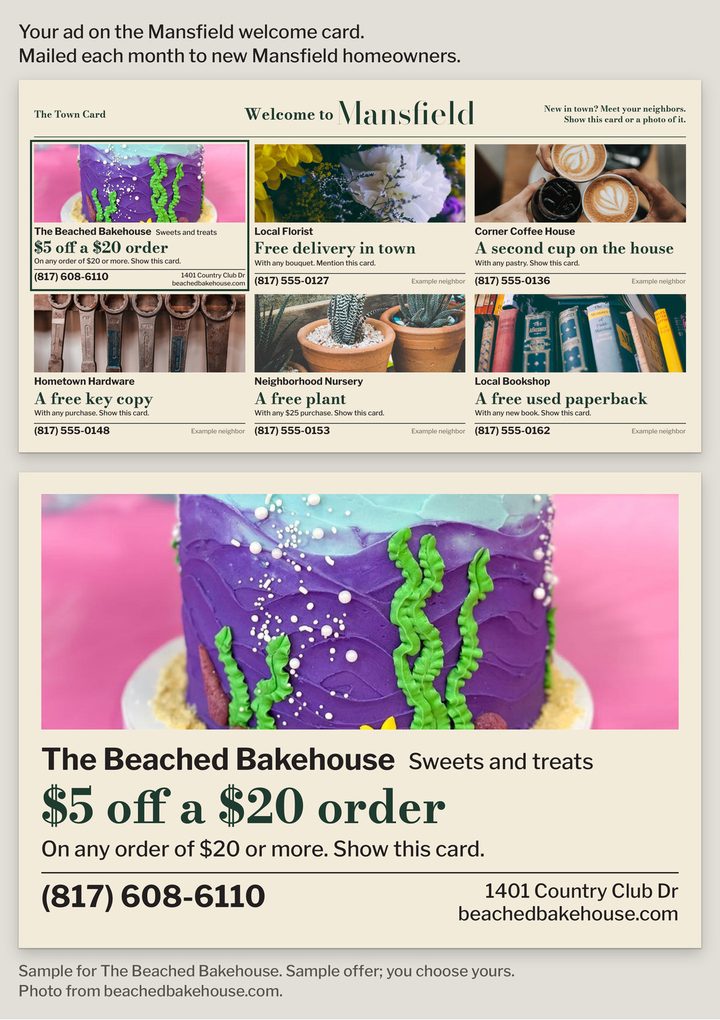 Your ad on the Mansfield welcome card.
Mailed each month to new Mansfield homeowners.
The Town Card
Welcome to Mansfield
New in town? Meet your neighbors.
Show this card or a photo of it.
The Beached Bakehouse Sweets and treats
$5 off a $20 order
On any order of $20 or more. Show this card.
(817) 608-6110
1401 Country Club Dr
beachedbakehouse.com
Local Florist
Free delivery in town
With any bouquet. Mention this card.
(817) 555-0127
Example neighbor
Corner Coffee House
A second cup on the house
With any pastry. Show this card.
(817) 555-0136
Example neighbor
Hometown Hardware
A free key copy
With any purchase. Show this card.
(817) 555-0148
Example neighbor
Neighborhood Nursery
A free plant
With any $25 purchase. Show this card.
(817) 555-0153
Example neighbor
Local Bookshop
A free used paperback
With any new book. Show this card.
(817) 555-0162
Example neighbor
The Beached Bakehouse Sweets and treats
$5 off a $20 order
On any order of $20 or more. Show this card.
(817) 608-6110
1401 Country Club Dr
beachedbakehouse.com
Sample for The Beached Bakehouse. Sample offer; you choose yours.
Photo from beachedbakehouse.com.